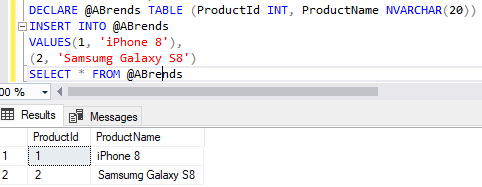 DECLARE @ABrends TABLE (ProductId INT, ProductName NVARCHAR(20))
INSERT INTO @ABrends
VALUES(1, 'iPhone 8'),
(2, 'Samsumg Galaxy S8')
SELECT * FROM @ABrends
00 %
Results Messages
ProductId ProductName
1 1 iPhone 8
2 2 Samsumg Galaxy S8